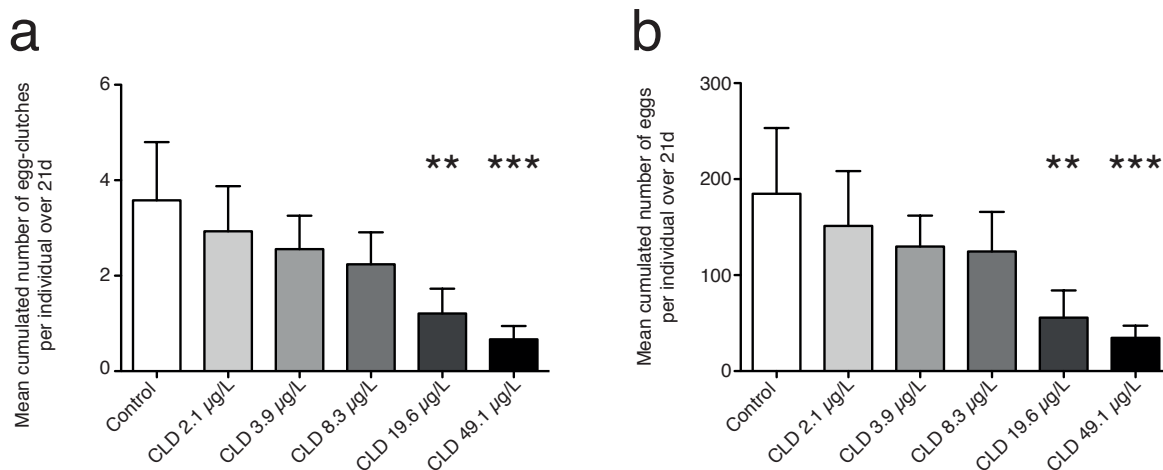 a
Mean cumulated number of egg-clutches
per individual over 21d
6
4
2
0
** ***
Control
CLD 2.1 µg/L
CLD 3.9 µg/L
CLD 8.3 µg/L
CLD 19.6 µg/L
CLD 49.1 µg/L
b
Mean cumulated number of eggs
per individual over 21d
300
200
100
0
** ***
Control
CLD 2.1 µg/L
CLD 3.9 µg/L
CLD 8.3 µg/L
CLD 19.6 µg/L
CLD 49.1 µg/L